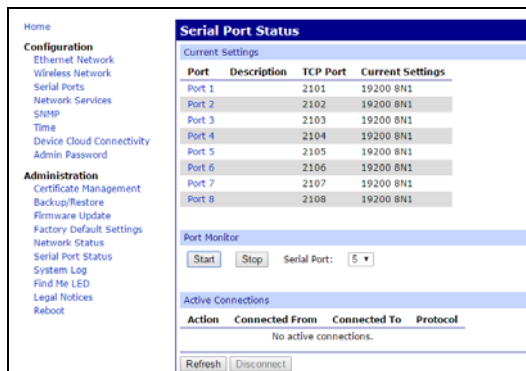 Home
Configuration
Ethernet Network
Wireless Network
Serial Ports
Network Services
SNMP
Time
Device Cloud Connectivity
Admin Password
Administration
Certificate Management
Backup/Restore
Firmware Update
Factory Default Settings
Network Status
Serial Port Status
System Log
Find Me LED
Legal Notices
Reboot
Serial Port Status
Current Settings
Port Description TCP Port Current Settings
Port 1 2101 19200 8N1
Port 2 2102 19200 8N1
Port 3 2103 19200 8N1
Port 4 2104 19200 8N1
Port 5 2105 19200 8N1
Port 6 2106 19200 8N1
Port 7 2107 19200 8N1
Port 8 2108 19200 8N1
Port Monitor
Start Stop Serial Port: 5
Active Connections
Action Connected From Connected To Protocol
No active connections.
Refresh Disconnect